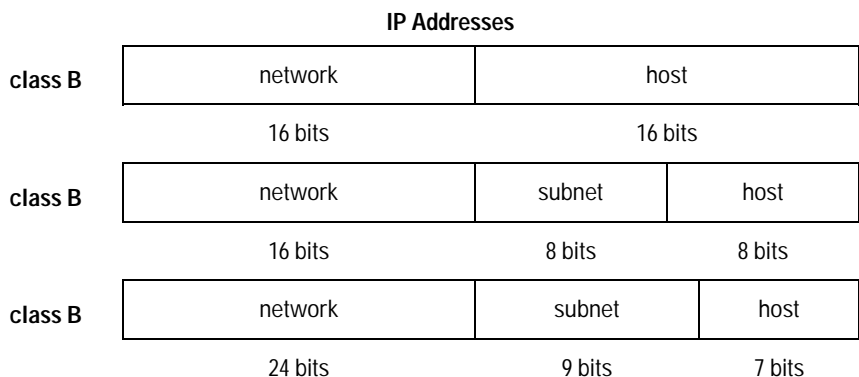 IP Addresses
class B network host
16 bits 16 bits
class B network subnet host
16 bits 8 bits 8 bits
class B network subnet host
24 bits 9 bits 7 bits